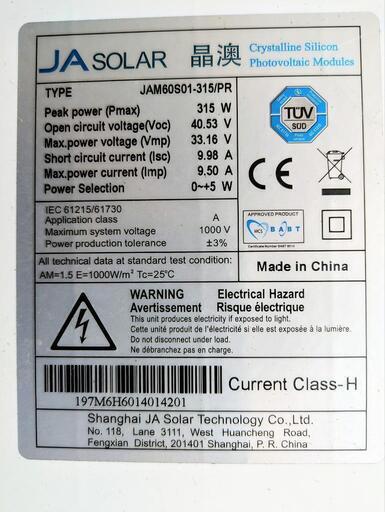 JA SOLAR 晶澳 Crystalline Silicon
Photovoltaic Modules
TYPE JAM60S01-315/PR
Peak power (Pmax) 315 W
Open circuit voltage(Voc) 40.53 V
Max.power voltage (Vmp) 33.16 V
Short circuit current (Isc) 9.98 A
Max.power current (Imp) 9.50 A
Power Selection 0~+5 W
TÜV
SÜD
CE
IEC 61215/61730
Application class A
Maximum system voltage 1000 V
Power production tolerance ±3%
APPROVED PRODUCT
MCS BABT
All technical data at standard test condition:
AM=1.5 E=1000W/m² Tc=25°C
Made in China
WARNING Electrical Hazard
Avertissement Risque électrique
This unit produces electricity if exposed to light.
Cette unité produit de l'électricité si elle est exposée à la lumière.
Do not disconnect under load.
Ne débranchez pas en charge.
197M6H6014014201
Current Class-H
Shanghai JA Solar Technology Co.,Ltd.
No. 118, Lane 3111, West Huancheng Road,
Fengxian District, 201401 Shanghai, P. R. China